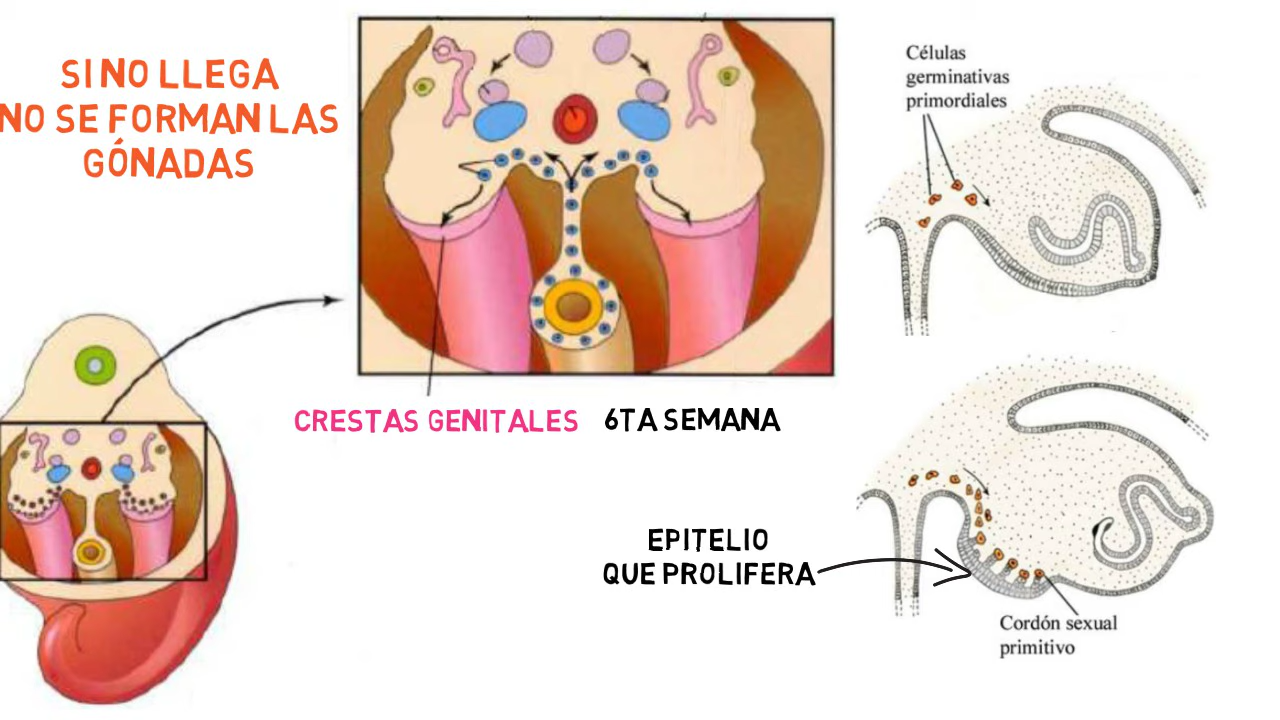 SI NO LLEGA
NO SE FORMAN LAS
GÓNADAS
Células
germinativas
primordiales
CRESTAS GENITALES 6TA SEMANA
EPITELIO
QUE PROLIFERA
Cordón sexual
primitivo